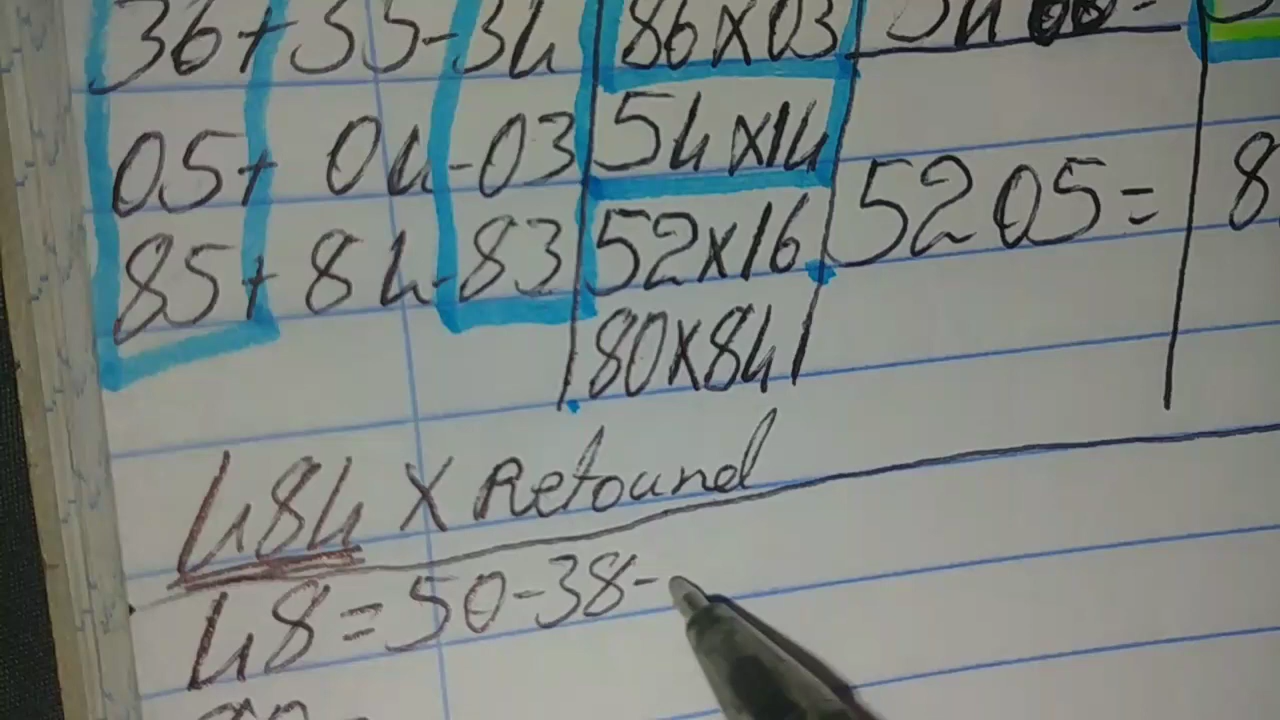 36+35-34 86x03
05+ 04-03 54x14
85+ 84-83 52x16 5205= 8
80x84
484 x Retound
48=50-38-